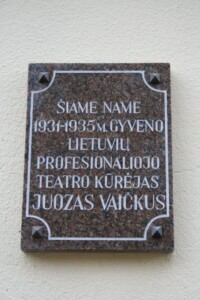 ŠIAME NAME
1931-1935 M. GYVENO
LIETUVIŲ
PROFESIONALIOJO
TEATRO KŪRĖJAS
JUOZAS VAIČKUS